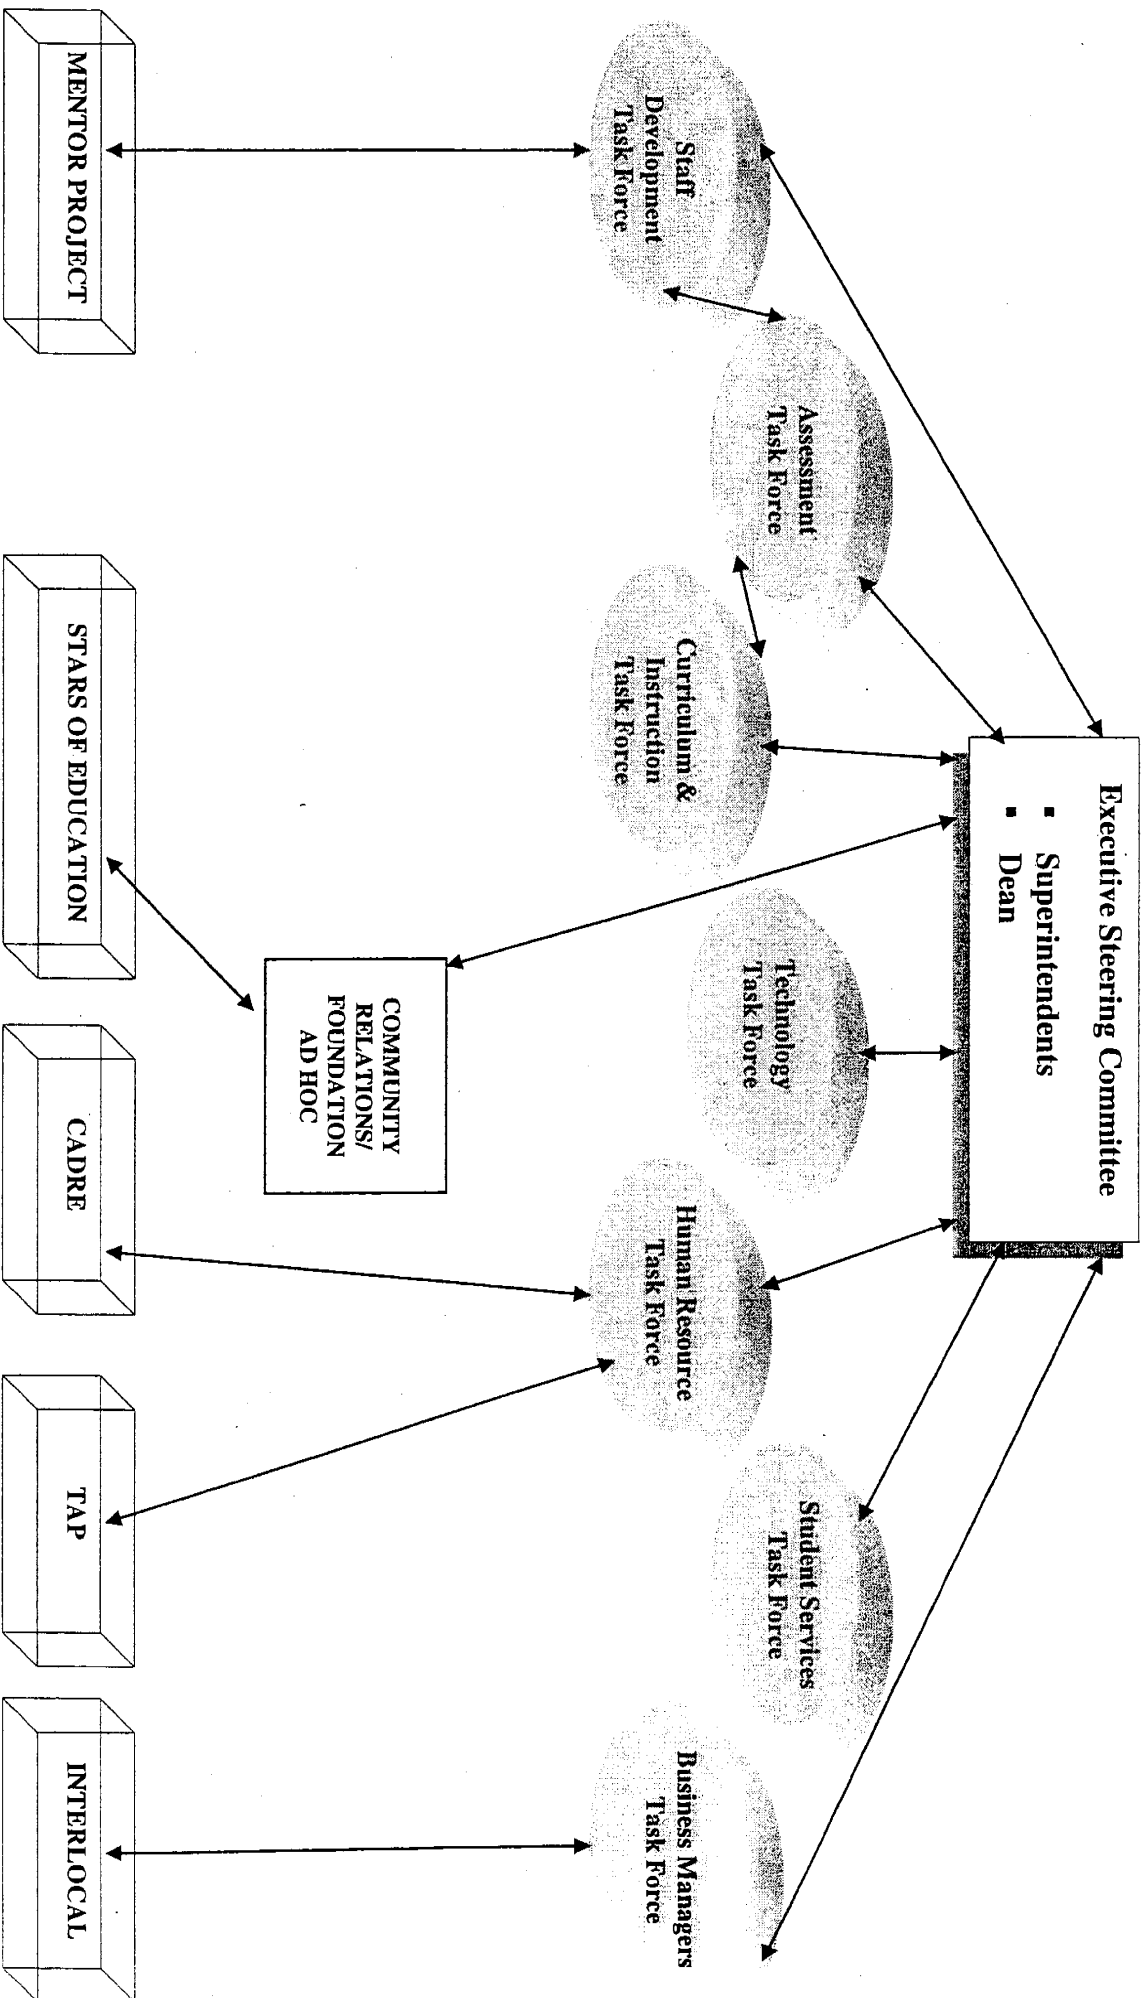 Executive Steering Committee
▪ Superintendents
▪ Dean
Staff
Development
Task Force
Assessment
Task Force
Curriculum &
Instruction
Task Force
Technology
Task Force
Human Resource
Task Force
Student Services
Task Force
Business Managers
Task Force
COMMUNITY
RELATIONS/
FOUNDATION
AD HOC
MENTOR PROJECT
STARS OF EDUCATION
CADRE
TAP
INTERLOCAL